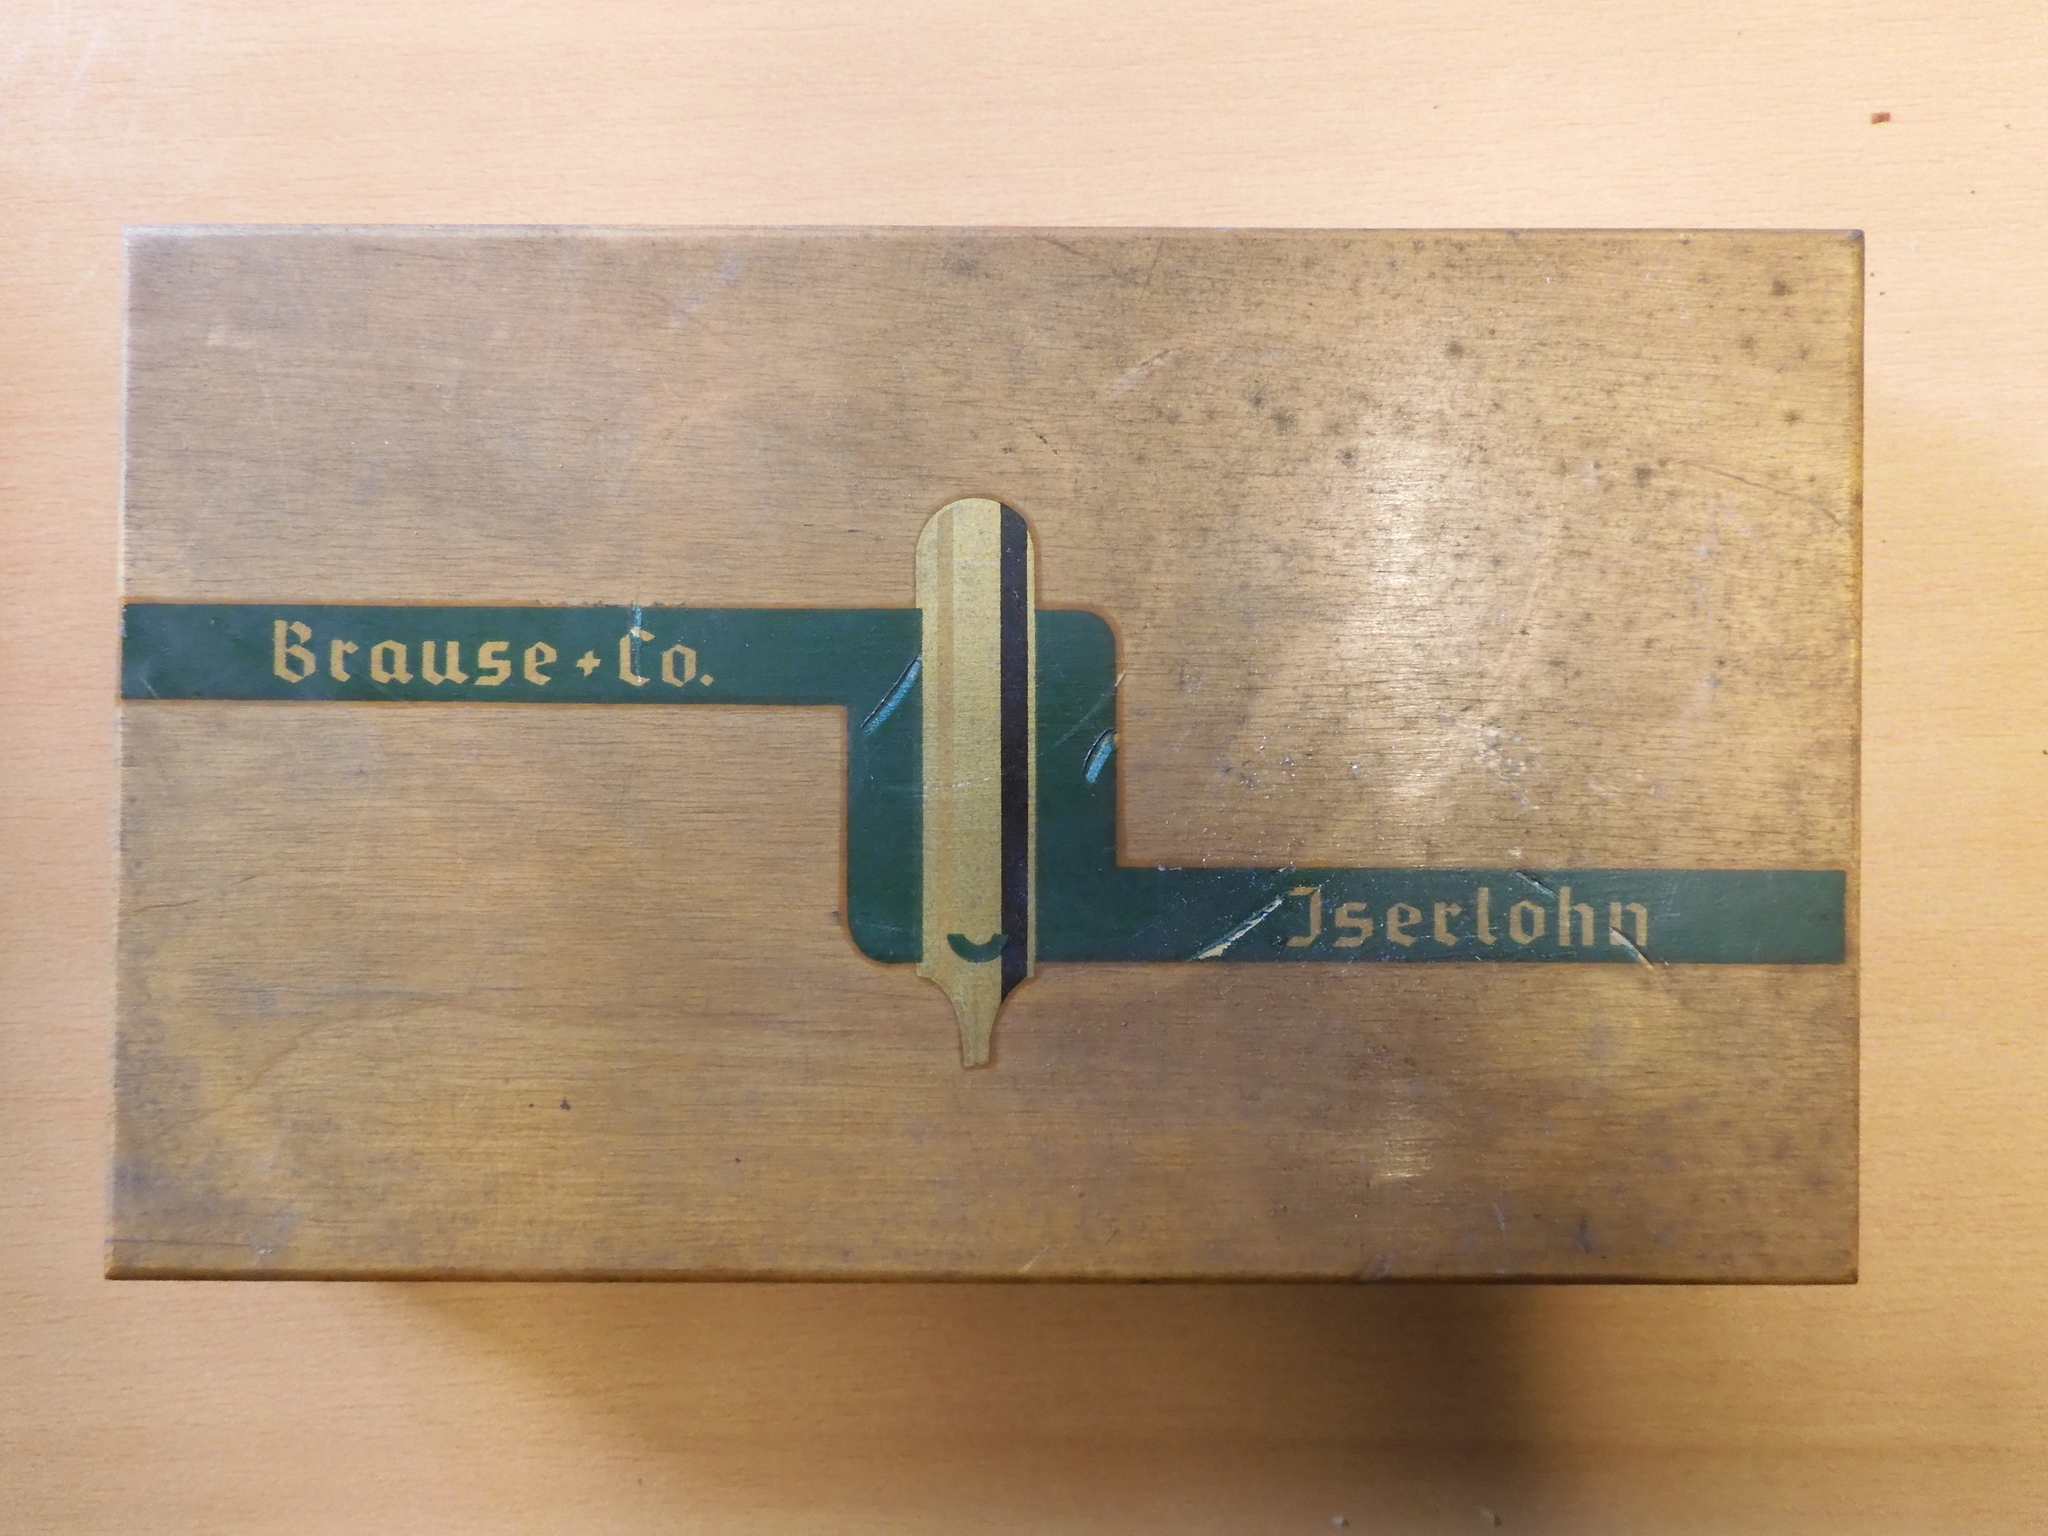 Brause + Co.
Iserlohn